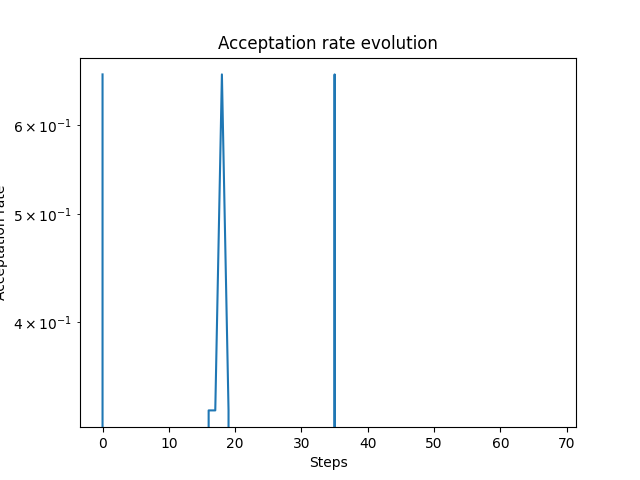 Acceptation rate evolution
6 × 10⁻¹
5 × 10⁻¹
4 × 10⁻¹
Acceptation rate
0 10 20 30 40 50 60 70
Steps